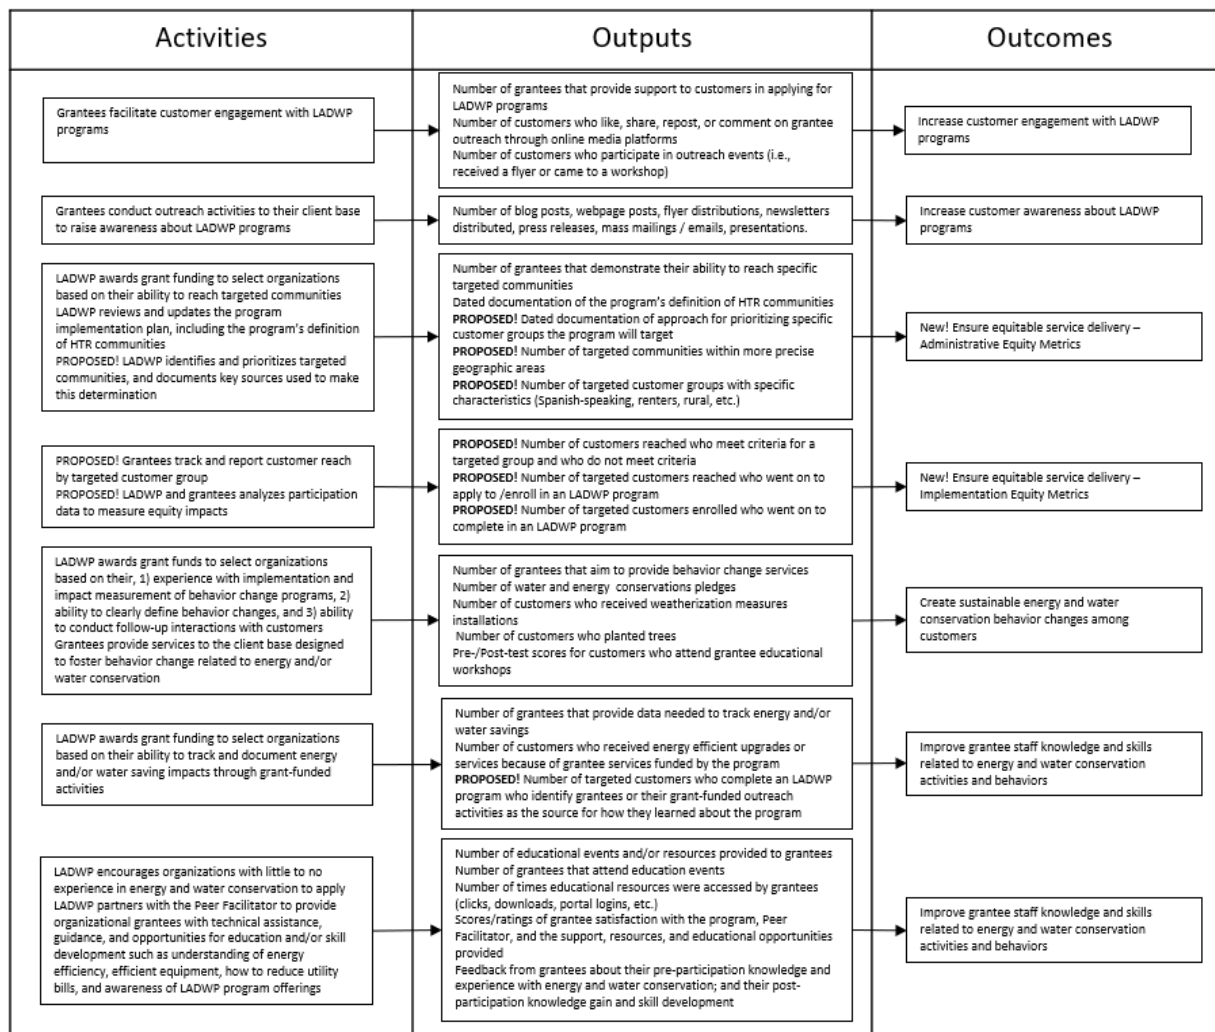 Activities
Outputs
Outcomes
Grantees facilitate customer engagement with LADWP
programs
Number of grantees that provide support to customers in applying for
LADWP programs
Number of customers who like, share, repost, or comment on grantee
outreach through online media platforms
Number of customers who participate in outreach events (i.e.,
received a flyer or came to a workshop)
Increase customer engagement with LADWP
programs
Grantees conduct outreach activities to their client base
to raise awareness about LADWP programs
Number of blog posts, webpage posts, flyer distributions, newsletters
distributed, press releases, mass mailings / emails, presentations.
Increase customer awareness about LADWP
programs
LADWP awards grant funding to select organizations
based on their ability to reach targeted communities
LADWP reviews and updates the program
implementation plan, including the program's definition
of HTR communities
PROPOSED! LADWP identifies and prioritizes targeted
communities, and documents key sources used to make
this determination
Number of grantees that demonstrate their ability to reach specific
targeted communities
Dated documentation of the program's definition of HTR communities
PROPOSED! Dated documentation of approach for prioritizing specific
customer groups the program will target
PROPOSED! Number of targeted communities within more precise
geographic areas
PROPOSED! Number of targeted customer groups with specific
characteristics (Spanish-speaking, renters, rural, etc.)
New! Ensure equitable service delivery –
Administrative Equity Metrics
PROPOSED! Grantees track and report customer reach
by targeted customer group
PROPOSED! LADWP and grantees analyzes participation
data to measure equity impacts
PROPOSED! Number of customers reached who meet criteria for a
targeted group and who do not meet criteria
PROPOSED! Number of targeted customers reached who went on to
apply to /enroll in an LADWP program
PROPOSED! Number of targeted customers enrolled who went on to
complete in an LADWP program
New! Ensure equitable service delivery –
Implementation Equity Metrics
LADWP awards grant funds to select organizations
based on their, 1) experience with implementation and
impact measurement of behavior change programs, 2)
ability to clearly define behavior changes, and 3) ability
to conduct follow-up interactions with customers
Grantees provide services to the client base designed
to foster behavior change related to energy and/or
water conservation
Number of grantees that aim to provide behavior change services
Number of water and energy conservations pledges
Number of customers who received weatherization measures
installations
Number of customers who planted trees
Pre-/Post-test scores for customers who attend grantee educational
workshops
Create sustainable energy and water
conservation behavior changes among
customers
LADWP awards grant funding to select organizations
based on their ability to track and document energy
and/or water saving impacts through grant-funded
activities
Number of grantees that provide data needed to track energy and/or
water savings
Number of customers who received energy efficient upgrades or
services because of grantee services funded by the program
PROPOSED! Number of targeted customers who complete an LADWP
program who identify grantees or their grant-funded outreach
activities as the source for how they learned about the program
Improve grantee staff knowledge and skills
related to energy and water conservation
activities and behaviors
LADWP encourages organizations with little to no
experience in energy and water conservation to apply
LADWP partners with the Peer Facilitator to provide
organizational grantees with technical assistance,
guidance, and opportunities for education and/or skill
development such as understanding of energy
efficiency, efficient equipment, how to reduce utility
bills, and awareness of LADWP program offerings
Number of educational events and/or resources provided to grantees
Number of grantees that attend education events
Number of times educational resources were accessed by grantees
(clicks, downloads, portal logins, etc.)
Scores/ratings of grantee satisfaction with the program, Peer
Facilitator, and the support, resources, and educational opportunities
provided
Feedback from grantees about their pre-participation knowledge and
experience with energy and water conservation; and their post-
participation knowledge gain and skill development
Improve grantee staff knowledge and skills
related to energy and water conservation
activities and behaviors